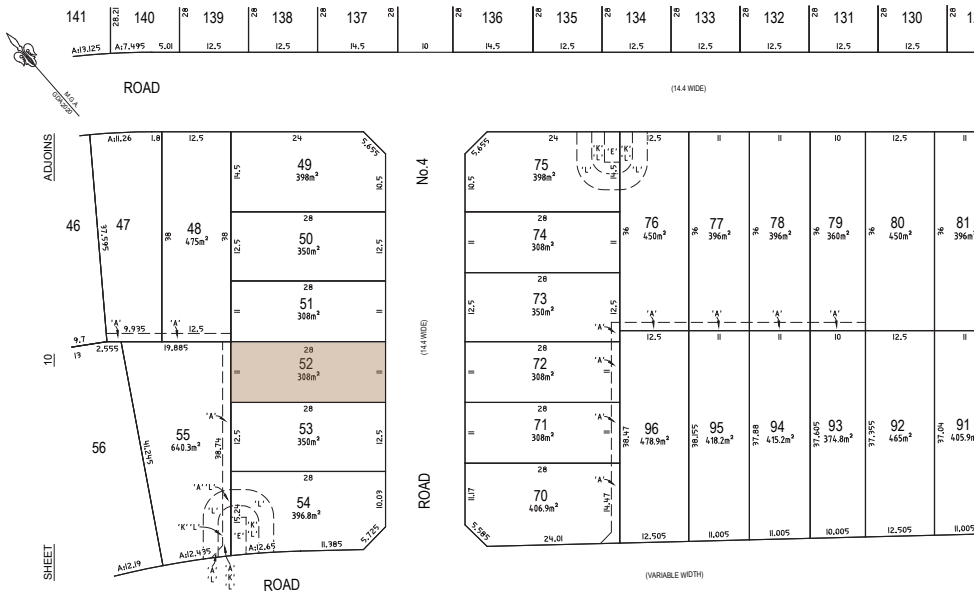 141 28.21 140 28 139 28 138 28 137 28 28 136 28 135 28 134 28 133 28 132 28 131 28 130 28
A:13.125 A:7.495 5.01 12.5 12.5 14.5 10 14.5 12.5 12.5 12.5 12.5 12.5 12.5
M.G.A.
GDA2020
ROAD
(14.4 WIDE)
ADJOINS
10
SHEET
A:11.26 1.8 12.5 24 5.655
46
37.595
47
38
48
475m²
38
'A' 9.935 'A' 12.5
14.5
49
398m²
10.5
28
12.5
50
350m²
12.5
28
=
51
308m²
=
28
=
52
308m²
=
28
12.5
53
350m²
12.5
28
15.24
54
396.8m²
10.03
11.385
5.725
9.7
13
2.555 19.885
56
41.245
55
640.3m²
38.74
'A'
'A' 'L'
'L'
'L'
'K' 'L'
'E'
'K'
'L'
A:12.19
A:12.435
A:12.65
'A'
'L'
'A'
'K'
'L'
ROAD
No.4
(14.4 WIDE)
ROAD
5.655 24
10.5
75
398m²
14.5
'K'
'L'
'E'
'K'
'L'
'L'
'L'
28
=
74
308m²
=
28
12.5
73
350m²
12.5
'A'
28
=
72
308m²
=
'A'
28
=
71
308m²
=
'A'
28
11.17
70
406.9m²
14.47
'A'
5.585
24.01
12.5 11 11 10 12.5 11
36
76
450m²
36
77
396m²
36
78
396m²
36
79
360m²
36
80
450m²
36
81
396m²
'A' 'A' 'A' 'A'
12.5 11 11 10 12.5 11
38.47
96
478.9m²
38.155
95
418.2m²
37.88
94
415.2m²
37.605
93
374.8m²
37.355
92
465m²
37.04
91
405.9m²
12.505 11.005 11.005 10.005 12.505 11.005
(VARIABLE WIDTH)